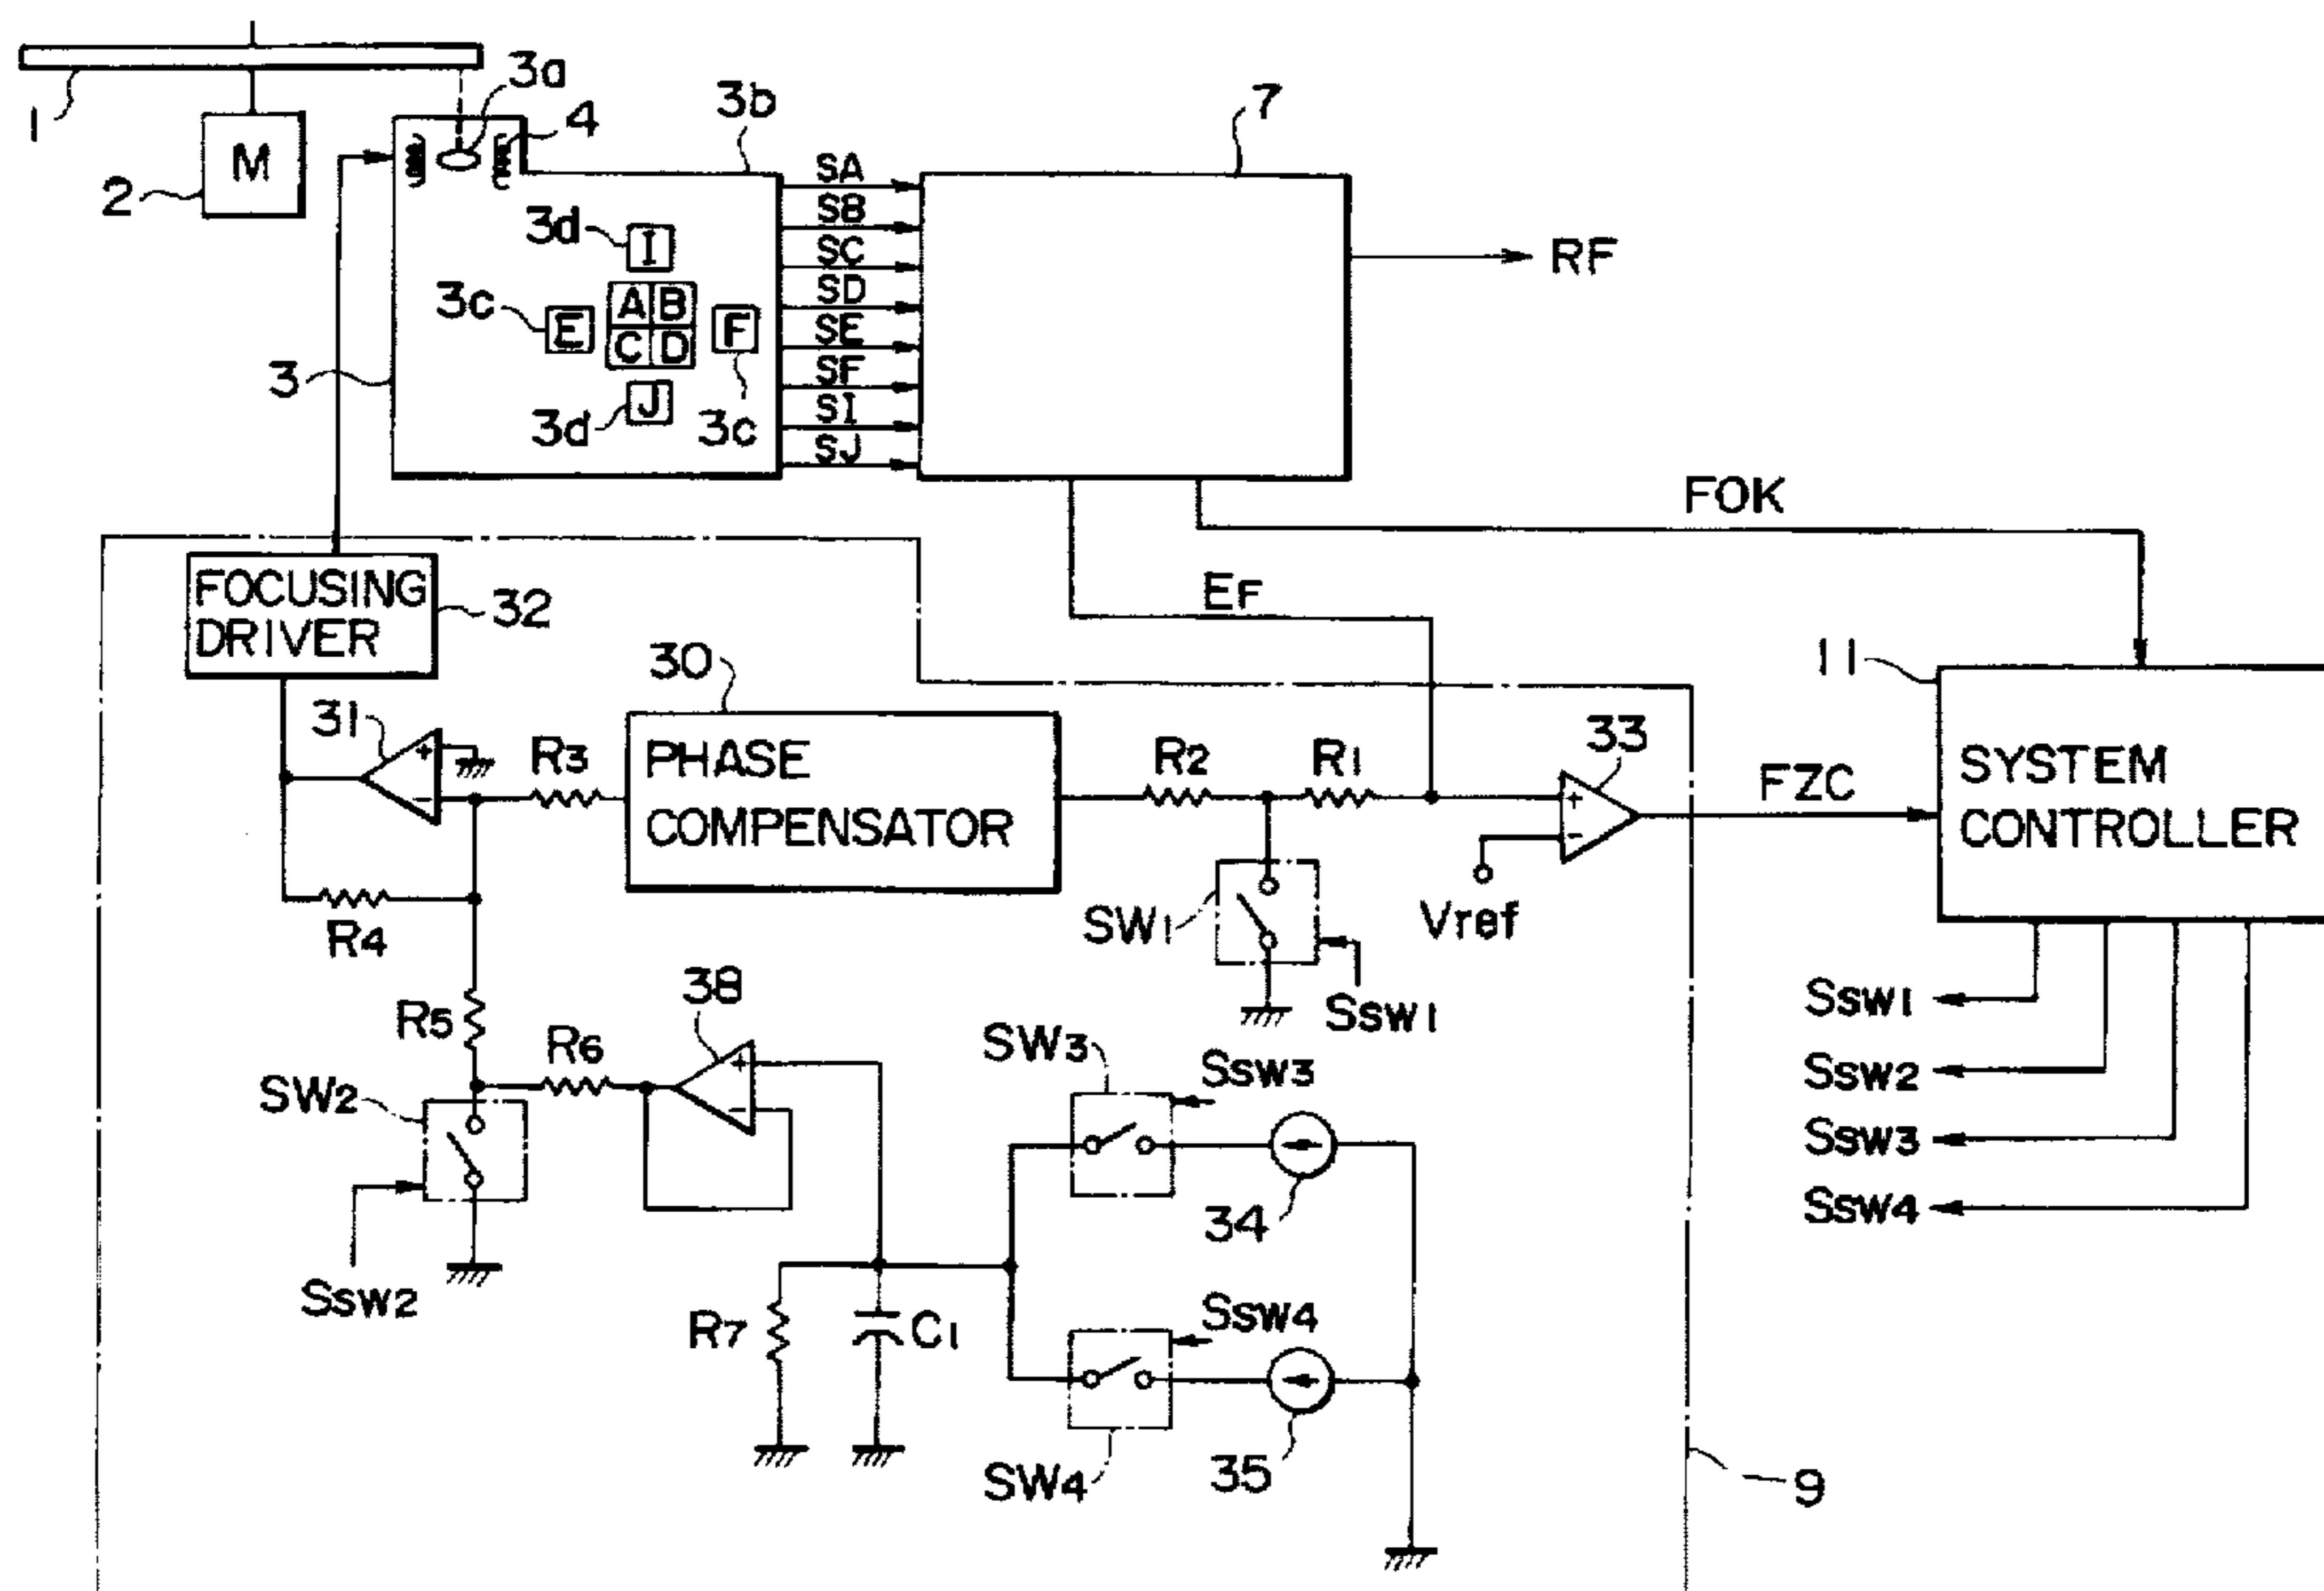 1
2
M
3a
4
3b
7
3
3d
I
3c
E
A B
C D
F
3c
J
3d
SA
SB
SC
SD
SE
SF
SI
SJ
RF
FOK
EF
FOCUSING
DRIVER
32
31
+
-
R3
30
PHASE
COMPENSATOR
R2
R1
33
+
-
Vref
FZC
11
SYSTEM
CONTROLLER
R4
SW1
SSW1
SSW1
SSW2
SSW3
SSW4
R5
R6
38
+
-
SW2
SSW2
SW3
SSW3
34
R7
C1
SSW4
SW4
35
9